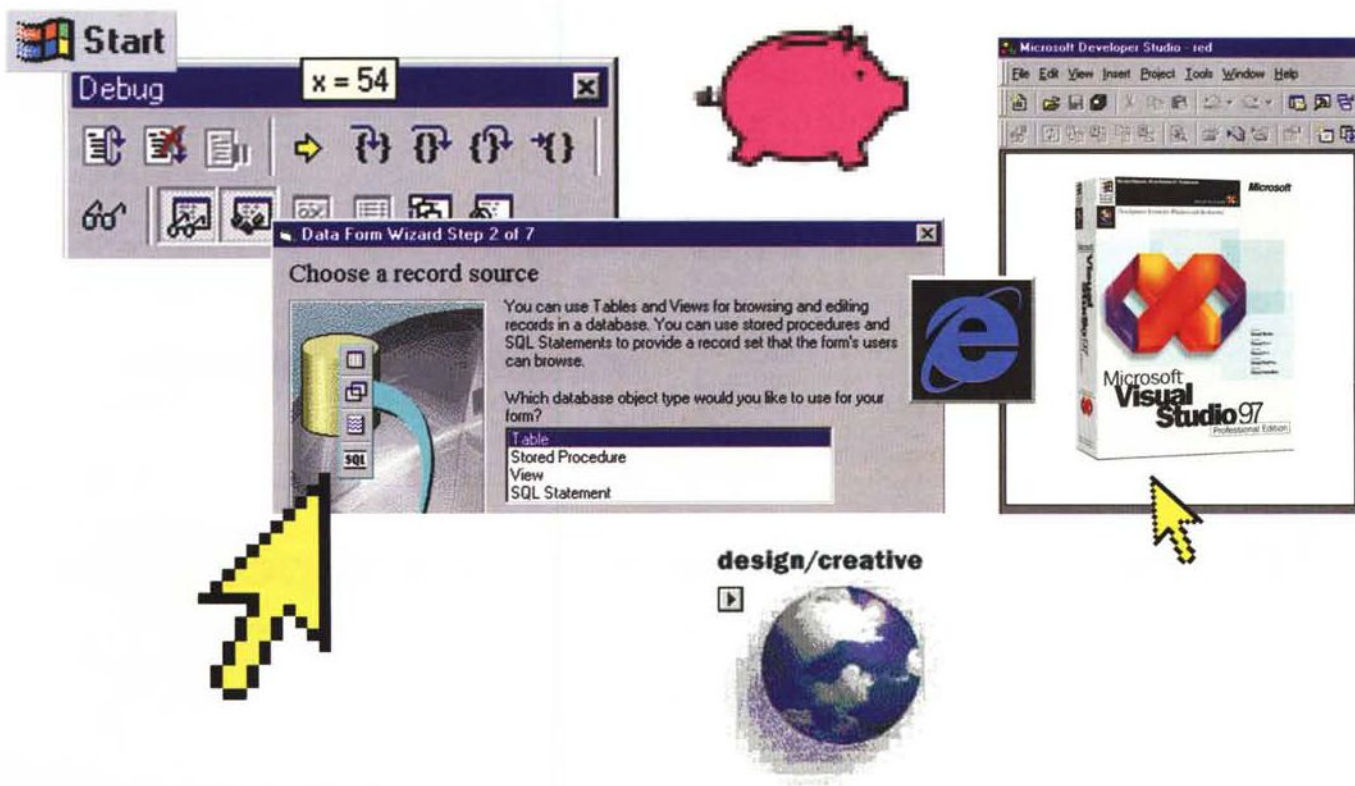 Start
Debug
x = 54
Data Form Wizard Step 2 of 7
Choose a record source
You can use Tables and Views for browsing and editing
records in a database. You can use stored procedures and
SQL Statements to provide a record set that the form's users
can browse.
Which database object type would you like to use for your
form?
Table
Stored Procedure
View
SQL Statement
SQL
Microsoft Developer Studio - red
File Edit View Insert Project Tools Window Help
Microsoft
Microsoft
Visual
Studio 97
Professional Edition
design/creative